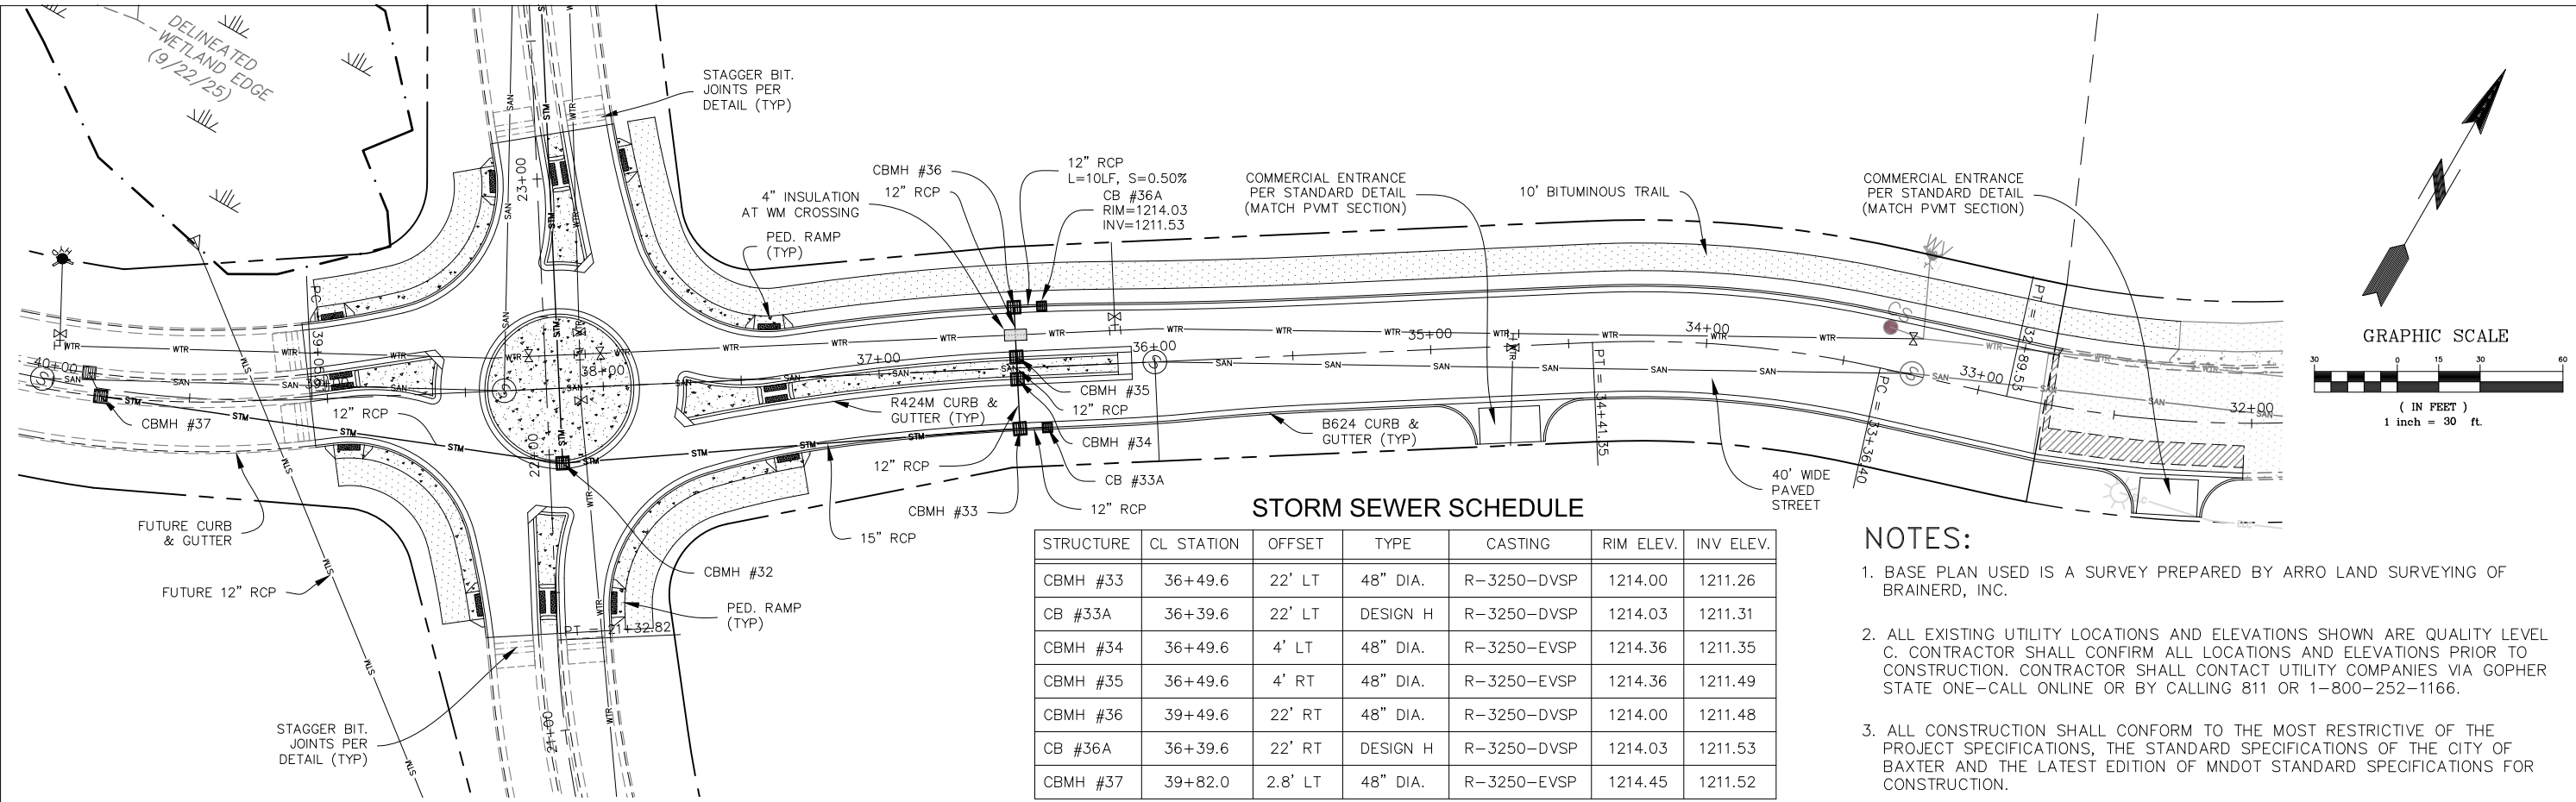 DELINEATED
WETLAND EDGE
(9/22/25)
STAGGER BIT.
JOINTS PER
DETAIL (TYP)
CBMH #36
12" RCP
4" INSULATION
AT WM CROSSING
PED. RAMP
(TYP)
12" RCP
L=10LF, S=0.50%
CB #36A
RIM=1214.03
INV=1211.53
COMMERCIAL ENTRANCE
PER STANDARD DETAIL
(MATCH PVMT SECTION)
10' BITUMINOUS TRAIL
COMMERCIAL ENTRANCE
PER STANDARD DETAIL
(MATCH PVMT SECTION)
WV
CS
GRAPHIC SCALE
30 0 15 30 60
( IN FEET )
1 inch = 30 ft.
23+00
40+00
38+00
37+00
36+00
35+00
34+00
33+00
32+00
22+00
21+00
PT = 32+89.53
PC = 33+36.40
PT = 34+41.35
PT = 21+32.82
SAN
STM
WTR
CBMH #37
12" RCP
R424M CURB &
GUTTER (TYP)
CBMH #35
12" RCP
CBMH #34
CB #33A
12" RCP
12" RCP
CBMH #33
B624 CURB &
GUTTER (TYP)
40' WIDE
PAVED
STREET
FUTURE CURB
& GUTTER
FUTURE 12" RCP
15" RCP
CBMH #32
PED. RAMP
(TYP)
STAGGER BIT.
JOINTS PER
DETAIL (TYP)
STORM SEWER SCHEDULE
STRUCTURE CL STATION OFFSET TYPE CASTING RIM ELEV. INV ELEV.
CBMH #33 36+49.6 22' LT 48" DIA. R-3250-DVSP 1214.00 1211.26
CB #33A 36+39.6 22' LT DESIGN H R-3250-DVSP 1214.03 1211.31
CBMH #34 36+49.6 4' LT 48" DIA. R-3250-EVSP 1214.36 1211.35
CBMH #35 36+49.6 4' RT 48" DIA. R-3250-EVSP 1214.36 1211.49
CBMH #36 39+49.6 22' RT 48" DIA. R-3250-DVSP 1214.00 1211.48
CB #36A 36+39.6 22' RT DESIGN H R-3250-DVSP 1214.03 1211.53
CBMH #37 39+82.0 2.8' LT 48" DIA. R-3250-EVSP 1214.45 1211.52
NOTES:
1. BASE PLAN USED IS A SURVEY PREPARED BY ARRO LAND SURVEYING OF
BRAINERD, INC.
2. ALL EXISTING UTILITY LOCATIONS AND ELEVATIONS SHOWN ARE QUALITY LEVEL
C. CONTRACTOR SHALL CONFIRM ALL LOCATIONS AND ELEVATIONS PRIOR TO
CONSTRUCTION. CONTRACTOR SHALL CONTACT UTILITY COMPANIES VIA GOPHER
STATE ONE-CALL ONLINE OR BY CALLING 811 OR 1-800-252-1166.
3. ALL CONSTRUCTION SHALL CONFORM TO THE MOST RESTRICTIVE OF THE
PROJECT SPECIFICATIONS, THE STANDARD SPECIFICATIONS OF THE CITY OF
BAXTER AND THE LATEST EDITION OF MNDOT STANDARD SPECIFICATIONS FOR
CONSTRUCTION.